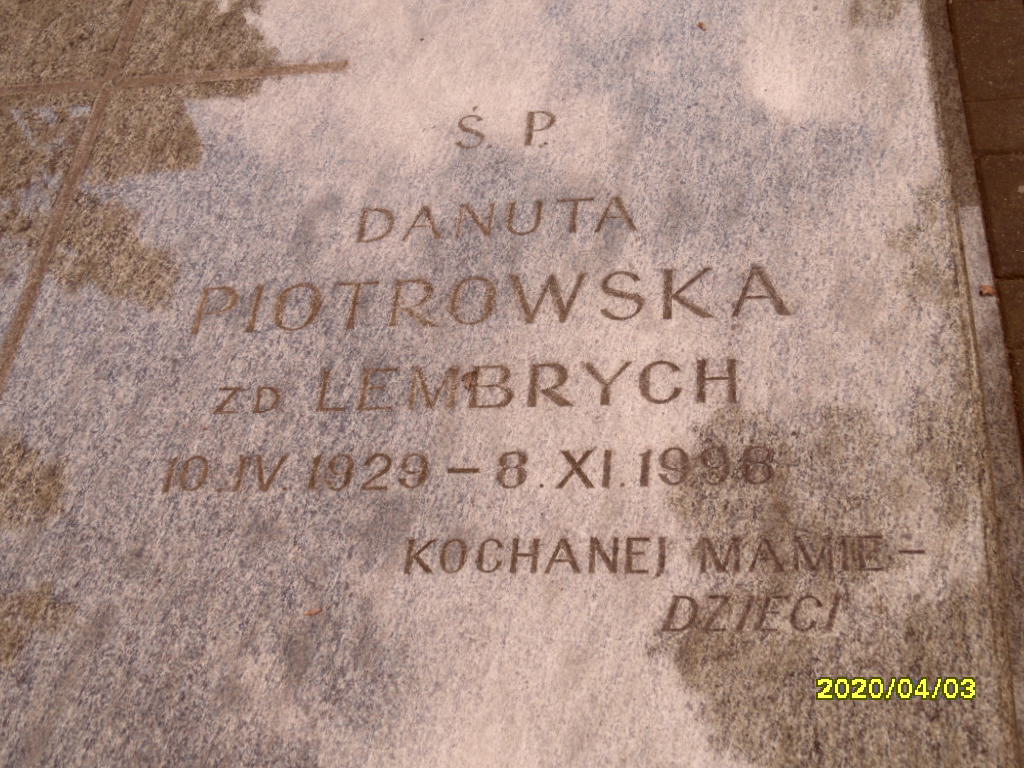 Ś. P.
DANUTA
PIOTROWSKA
ZD LEMBRYCH
10.IV.1929 – 8.XI.1998
KOCHANEJ MAMIE –
DZIECI
2020/04/03